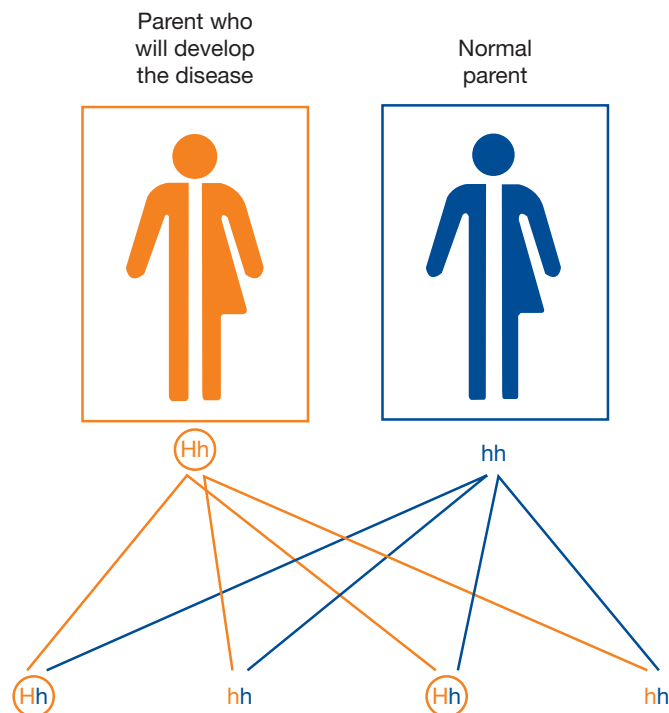 Parent who
will develop
the disease
Normal
parent
Hh
hh
Hh
hh
Hh
hh